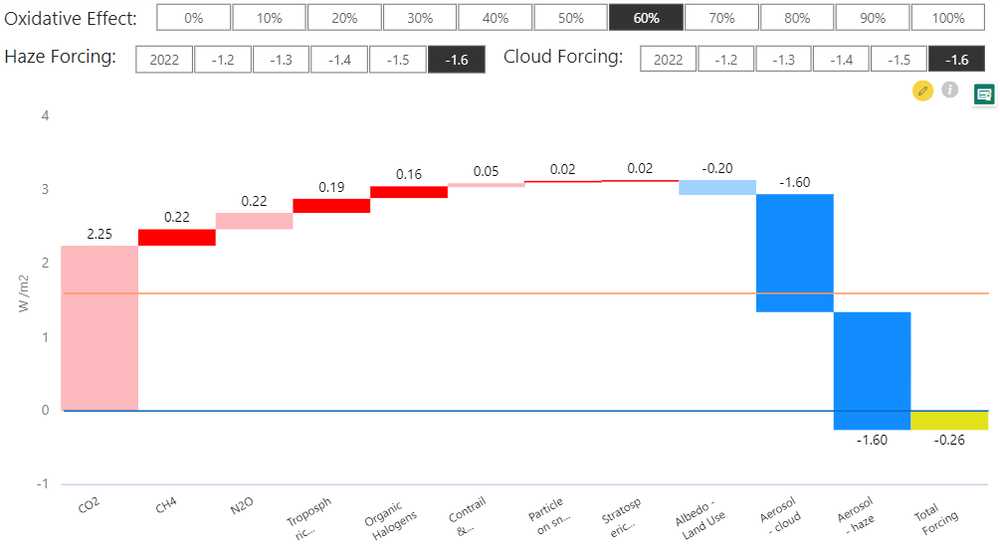 Oxidative Effect: 0% 10% 20% 30% 40% 50% 60% 70% 80% 90% 100%
Haze Forcing: 2022 -1.2 -1.3 -1.4 -1.5 -1.6 Cloud Forcing: 2022 -1.2 -1.3 -1.4 -1.5 -1.6
i
4
3
2
1
0
-1
W /m2
2.25
0.22
0.22
0.19
0.16
0.05
0.02
0.02
-0.20
-1.60
-1.60
-0.26
CO2
CH4
N2O
Troposph
ric...
Organic
Halogens
Contrail
&...
Particle
on sn...
Stratosp
eric...
Albedo -
Land Use
Aerosol
- cloud
Aerosol
- haze
Total
Forcing